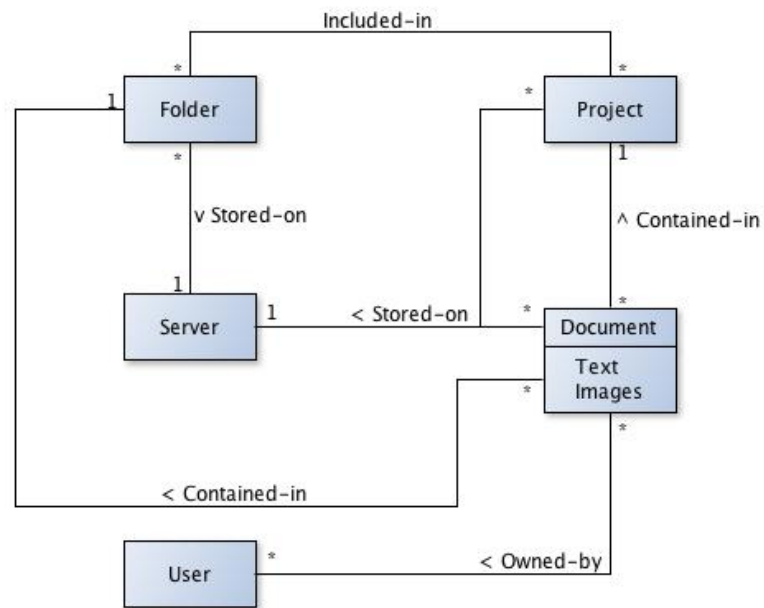 Included-in
* *
1 Folder * Project
* 1
v Stored-on ^ Contained-in
1 *
Server 1 < Stored-on * Document
Text
* Images
*
< Contained-in
User * < Owned-by